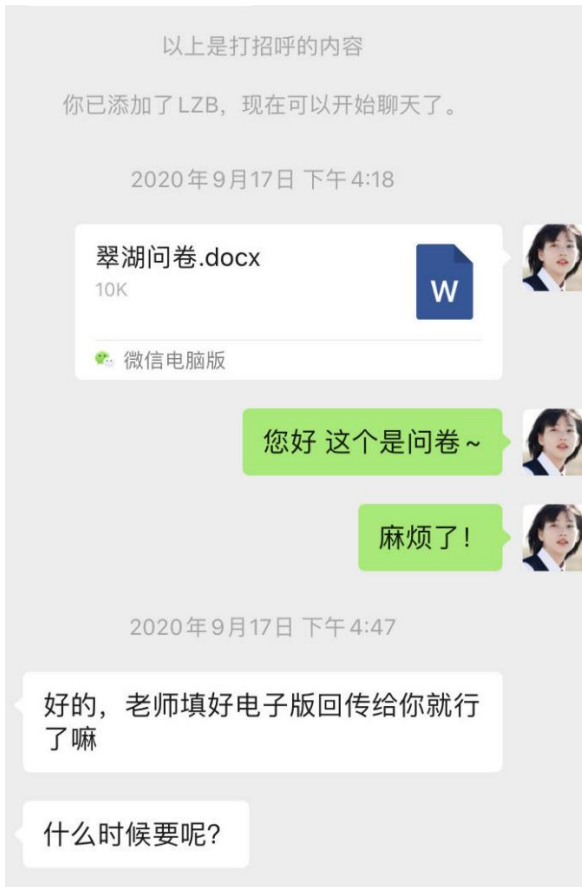 以上是打招呼的内容
你已添加了LZB，现在可以开始聊天了。
2020年9月17日 下午4:18
翠湖问卷.docx
10K
W
微信电脑版
您好 这个是问卷~
麻烦了！
2020年9月17日 下午4:47
好的，老师填好电子版回传给你就行
了嘛
什么时候要呢？